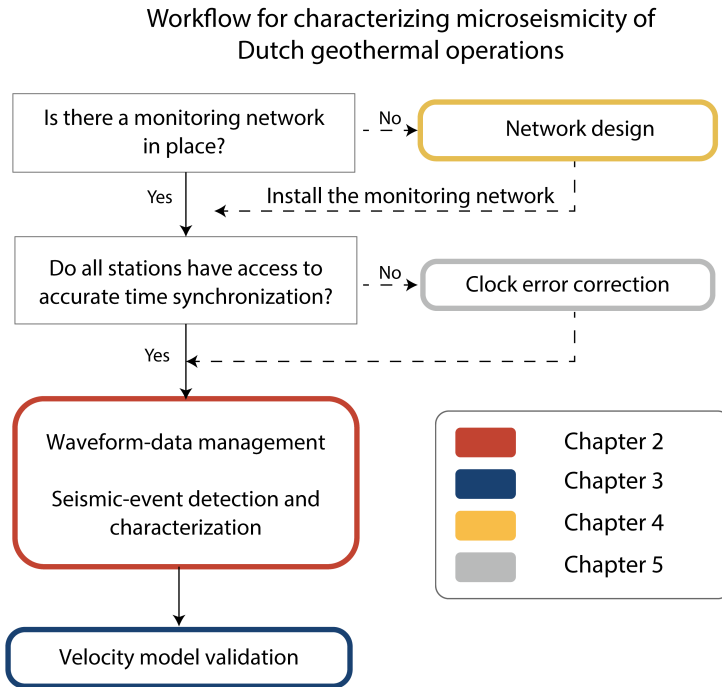 Workflow for characterizing microseismicity of
Dutch geothermal operations
Is there a monitoring network
in place?
No
Network design
Yes
Install the monitoring network
Do all stations have access to
accurate time synchronization?
No
Clock error correction
Yes
Waveform-data management
Seismic-event detection and
characterization
Chapter 2
Chapter 3
Chapter 4
Chapter 5
Velocity model validation